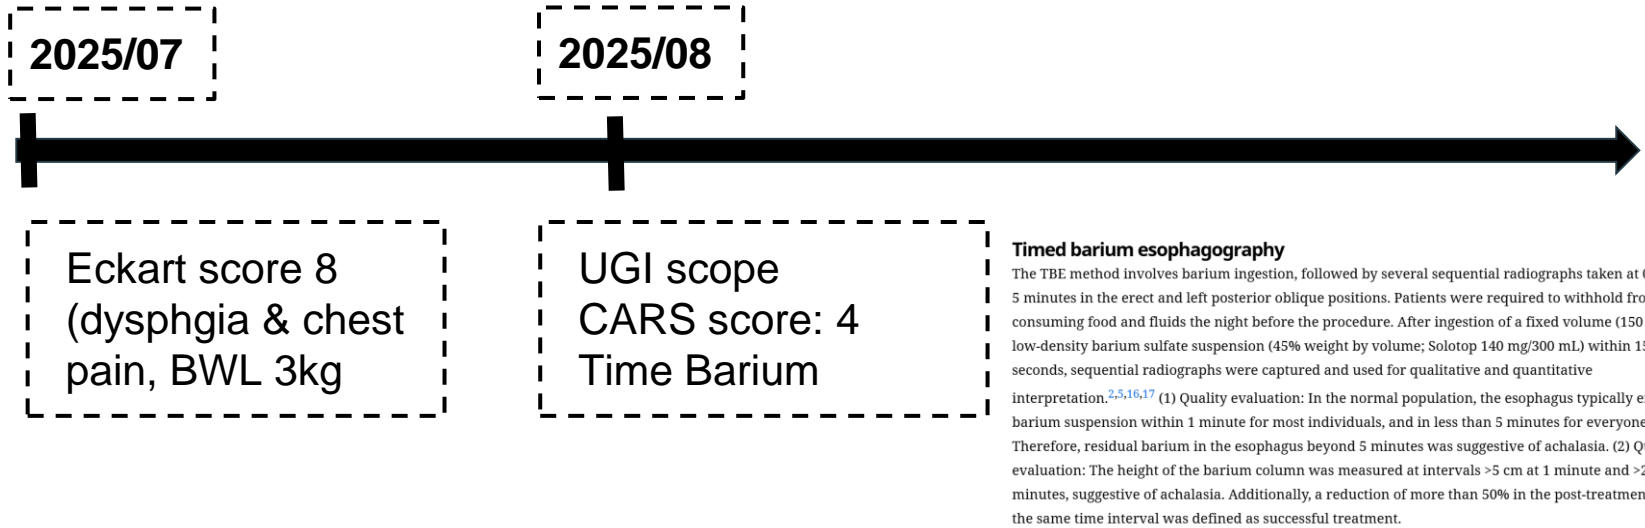 2025/07
2025/08
Eckart score 8
(dysphgia & chest
pain, BWL 3kg
UGI scope
CARS score: 4
Time Barium
Timed barium esophagography
The TBE method involves barium ingestion, followed by several sequential radiographs taken at
5 minutes in the erect and left posterior oblique positions. Patients were required to withhold
consuming food and fluids the night before the procedure. After ingestion of a fixed volume (150
low-density barium sulfate suspension (45% weight by volume; Solotop 140 mg/300 mL) within
seconds, sequential radiographs were captured and used for qualitative and quantitative
interpretation.2,5,16,17 (1) Quality evaluation: In the normal population, the esophagus typically
barium suspension within 1 minute for most individuals, and in less than 5 minutes for everyone
Therefore, residual barium in the esophagus beyond 5 minutes was suggestive of achalasia. (2)
evaluation: The height of the barium column was measured at intervals >5 cm at 1 minute and
minutes, suggestive of achalasia. Additionally, a reduction of more than 50% in the
the same time interval was defined as successful treatment.